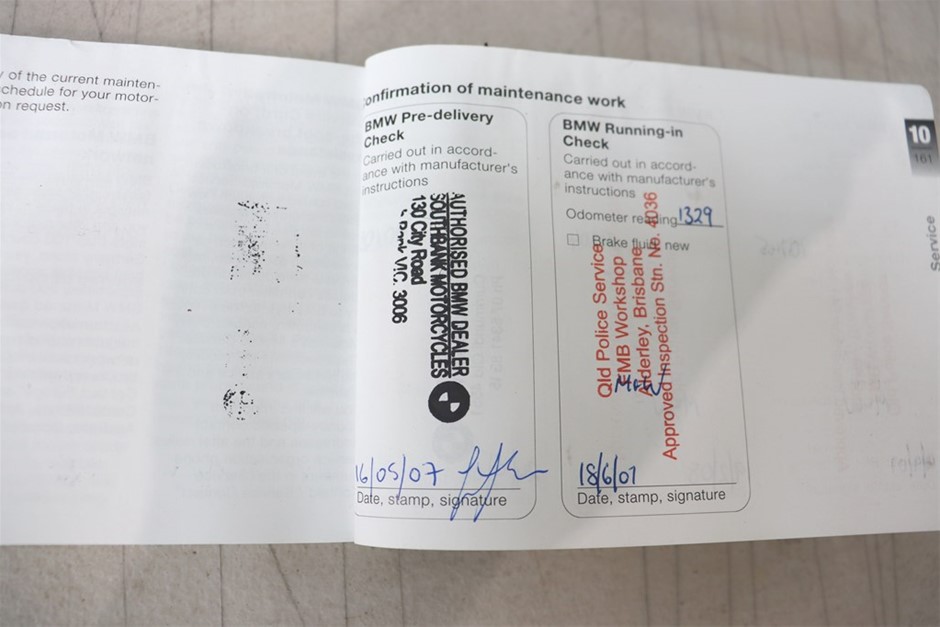 of the current mainten-
chedule for your motor-
on request.
onfirmation of maintenance work
BMW Pre-delivery
Check
Carried out in accord-
ance with manufacturer's
instructions
AUTHORISED BMW DEALER
SOUTHBANK MOTORCYCLES
130 City Road
Bank VIC. 3006
16/05/07
Date, stamp, signature
BMW Running-in
Check
Carried out in accord-
ance with manufacturer's
instructions
Odometer reading 1329
Brake fluid new
Qld Police Service
EMB Workshop
Alderley, Brisbane
Approved Inspection Stn. No. 4036
18/6/07
Date, stamp, signature
10
161
Service